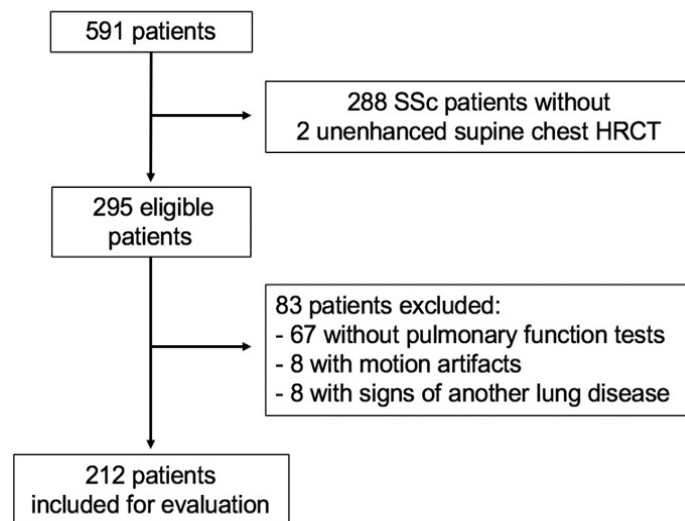 591 patients
288 SSc patients without
2 unenhanced supine chest HRCT
295 eligible
patients
83 patients excluded:
- 67 without pulmonary function tests
- 8 with motion artifacts
- 8 with signs of another lung disease
212 patients
included for evaluation